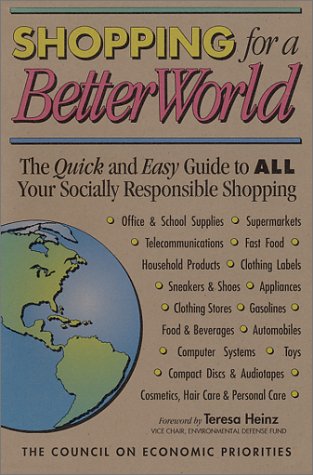 SHOPPING for a
Better World
The Quick and Easy Guide to ALL
Your Socially Responsible Shopping
• Office & School Supplies • Supermarkets
• Telecommunications • Fast Food •
Household Products • Clothing Labels
• Sneakers & Shoes • Appliances
• Clothing Stores • Gasolines •
Food & Beverages • Automobiles
• Computer Systems • Toys
• Compact Discs & Audiotapes •
Cosmetics, Hair Care & Personal Care •
Foreword by Teresa Heinz
VICE CHAIR, ENVIRONMENTAL DEFENSE FUND
THE COUNCIL ON ECONOMIC PRIORITIES